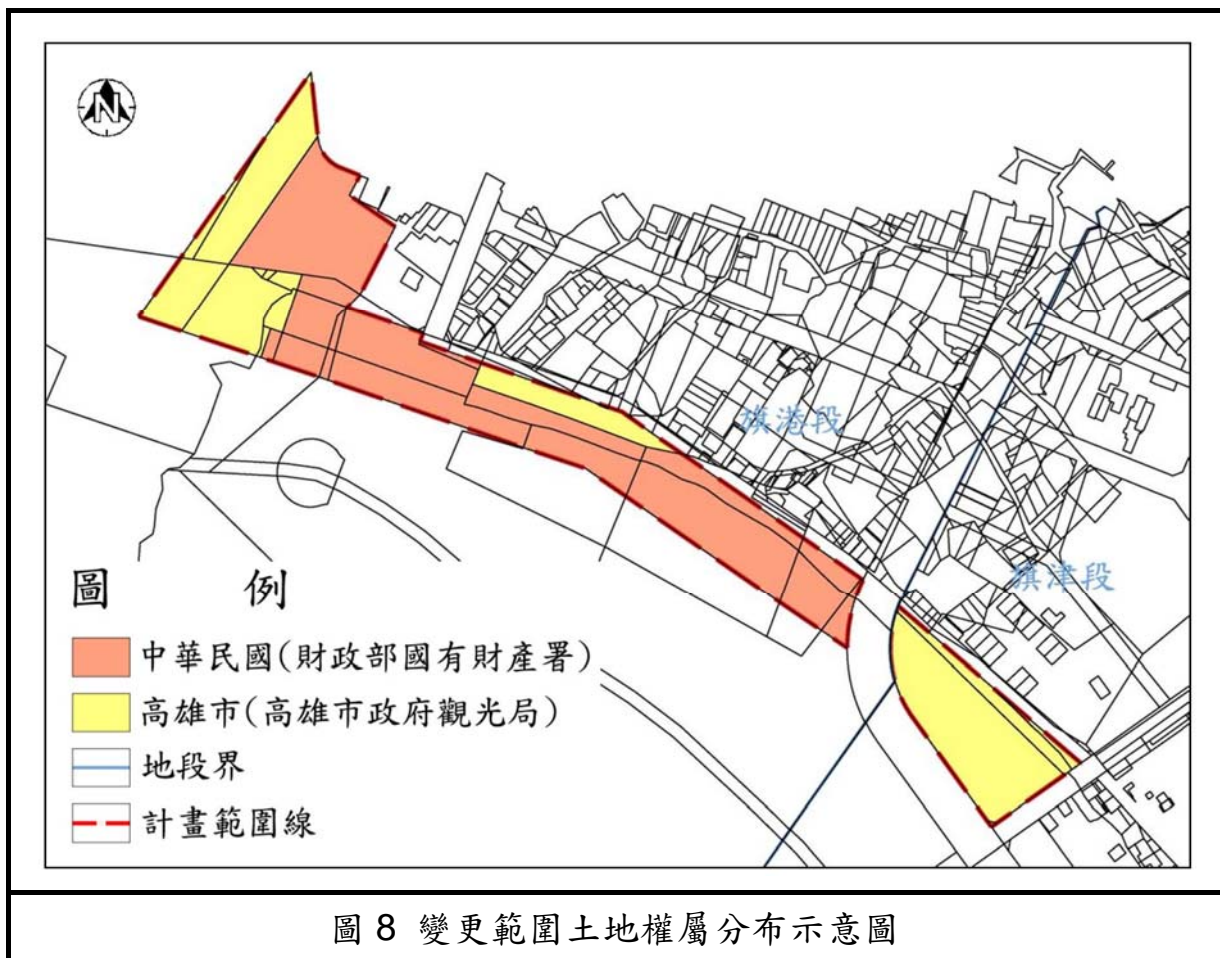 N
旗港段
旗津段
圖 例
中華民國(財政部國有財產署)
高雄市(高雄市政府觀光局)
地段界
計畫範圍線
圖 8 變更範圍土地權屬分布示意圖